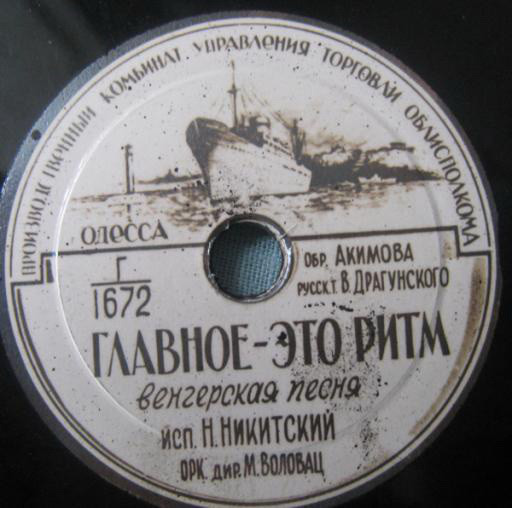 ПРОИЗВОДСТВЕННЫЙ КОМБИНАТ УПРАВЛЕНИЯ ТОРГОВЛИ ОБЛИСПОЛКОМА
ОДЕССА
Г
1672
ОБР. АКИМОВА
РУССК.Т В. ДРАГУНСКОГО
ГЛАВНОЕ-ЭТО РИТМ
венгерская песня
исп. Н. НИКИТСКИЙ
ОРК. дир. М. ВОЛОВАЦ